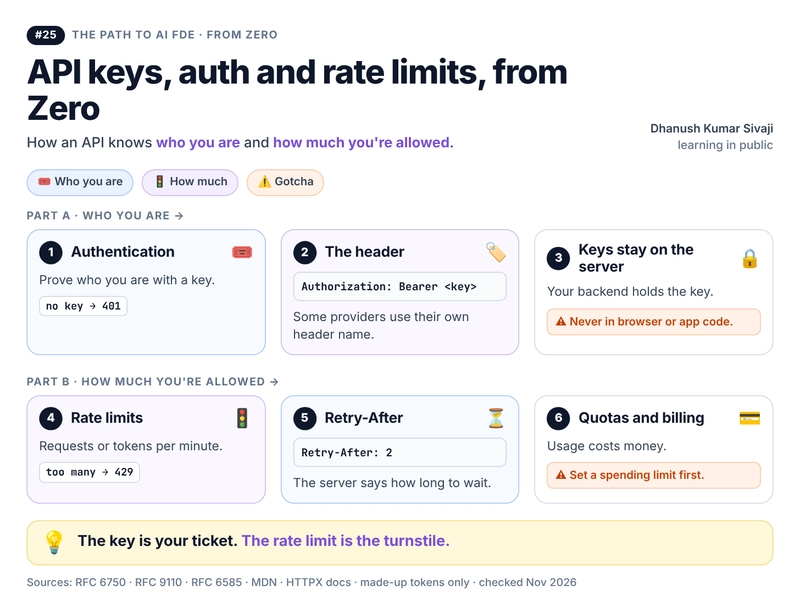 #25 THE PATH TO AI FDE · FROM ZERO
API keys, auth and rate limits, from
Zero
How an API knows who you are and how much you're allowed.
Dhanush Kumar Sivaji
learning in public
🎟️ Who you are
🚦 How much
⚠️ Gotcha
PART A · WHO YOU ARE →
1 Authentication 🎟️
Prove who you are with a key.
no key → 401
2 The header 🏷️
Authorization: Bearer <key>
Some providers use their own
header name.
3 Keys stay on the
server 🔒
Your backend holds the key.
⚠ Never in browser or app code.
PART B · HOW MUCH YOU'RE ALLOWED →
4 Rate limits 🚦
Requests or tokens per minute.
too many → 429
5 Retry-After ⏳
Retry-After: 2
The server says how long to wait.
6 Quotas and billing 💳
Usage costs money.
⚠ Set a spending limit first.
💡 The key is your ticket. The rate limit is the turnstile.
Sources: RFC 6750 · RFC 9110 · RFC 6585 · MDN · HTTPX docs · made-up tokens only · checked Nov 2026